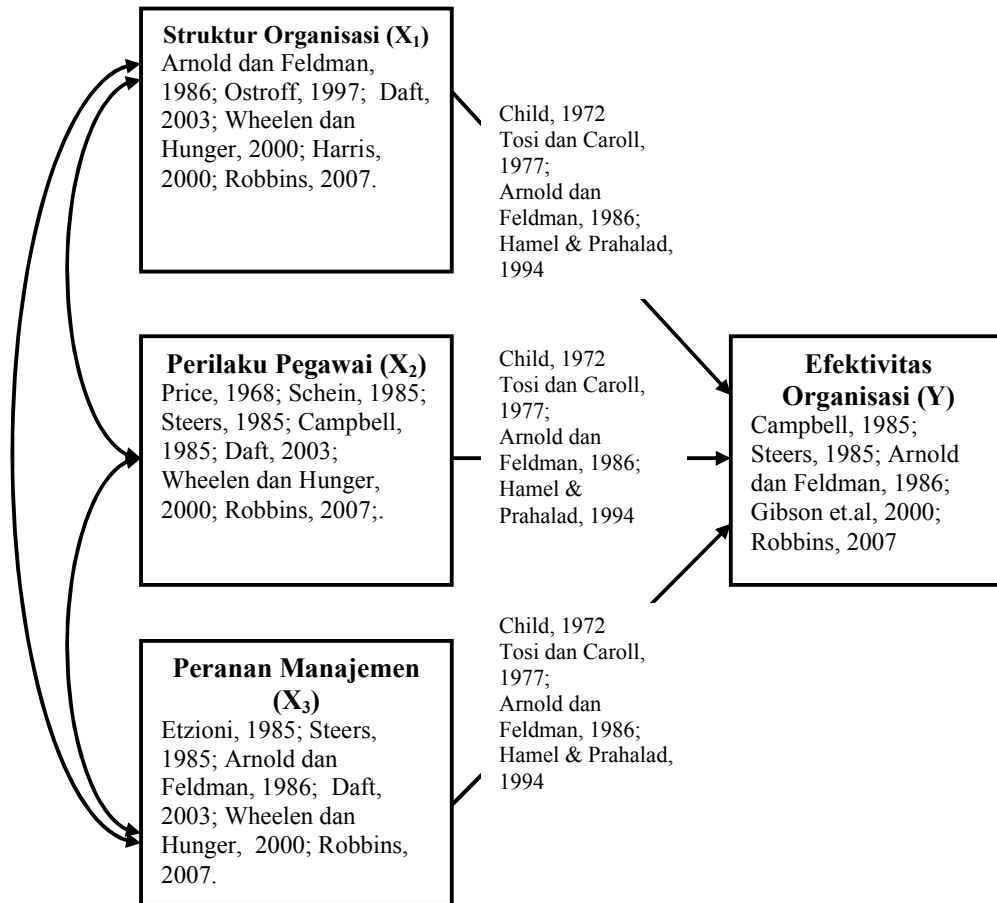 Struktur Organisasi (X₁)
Arnold dan Feldman,
1986; Ostroff, 1997; Daft,
2003; Wheelen dan
Hunger, 2000; Harris,
2000; Robbins, 2007.
Child, 1972
Tosi dan Caroll,
1977;
Arnold dan
Feldman, 1986;
Hamel & Prahalad,
1994
Perilaku Pegawai (X₂)
Price, 1968; Schein, 1985;
Steers, 1985; Campbell,
1985; Daft, 2003;
Wheelen dan Hunger,
2000; Robbins, 2007;.
Child, 1972
Tosi dan Caroll,
1977;
Arnold dan
Feldman, 1986;
Hamel &
Prahalad, 1994
Efektivitas
Organisasi (Y)
Campbell, 1985;
Steers, 1985; Arnold
dan Feldman, 1986;
Gibson et.al, 2000;
Robbins, 2007
Peranan Manajemen
(X₃)
Etzioni, 1985; Steers,
1985; Arnold dan
Feldman, 1986; Daft,
2003; Wheelen dan
Hunger, 2000; Robbins,
2007.
Child, 1972
Tosi dan Caroll,
1977;
Arnold dan
Feldman, 1986;
Hamel & Prahalad,
1994